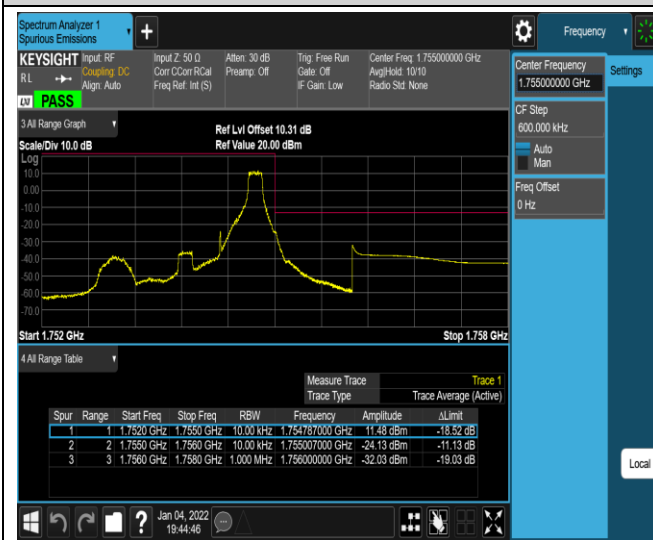 Spectrum Analyzer 1
Spurious Emissions
Frequency
KEYSIGHT
R L
LXI
PASS
Input: RF
Coupling: DC
Align: Auto
Input Z: 50 Ω
Corr CCorr RCal
Freq Ref: Int (S)
Atten: 30 dB
Preamp: Off
Trig: Free Run
Gate: Off
IF Gain: Low
Center Freq: 1.755000000 GHz
Avg|Hold: 10/10
Radio Std: None
Center Frequency
1.755000000 GHz
Settings
CF Step
600.000 kHz
Auto
Man
Freq Offset
0 Hz
3 All Range Graph
Scale/Div 10.0 dB
Ref Lvl Offset 10.31 dB
Ref Value 20.00 dBm
Log
10.0
0.00
-10.0
-20.0
-30.0
-40.0
-50.0
-60.0
-70.0
Start 1.752 GHz
Stop 1.758 GHz
4 All Range Table
Measure Trace Trace 1
Trace Type Trace Average (Active)
Spur Range Start Freq Stop Freq RBW Frequency Amplitude ΔLimit
1 1 1.7520 GHz 1.7550 GHz 10.00 kHz 1.754787000 GHz 11.48 dBm -18.52 dB
2 2 1.7550 GHz 1.7560 GHz 10.00 kHz 1.755007000 GHz -24.13 dBm -11.13 dB
3 3 1.7560 GHz 1.7580 GHz 1.000 MHz 1.756000000 GHz -32.03 dBm -19.03 dB
Local
Jan 04, 2022
19:44:46